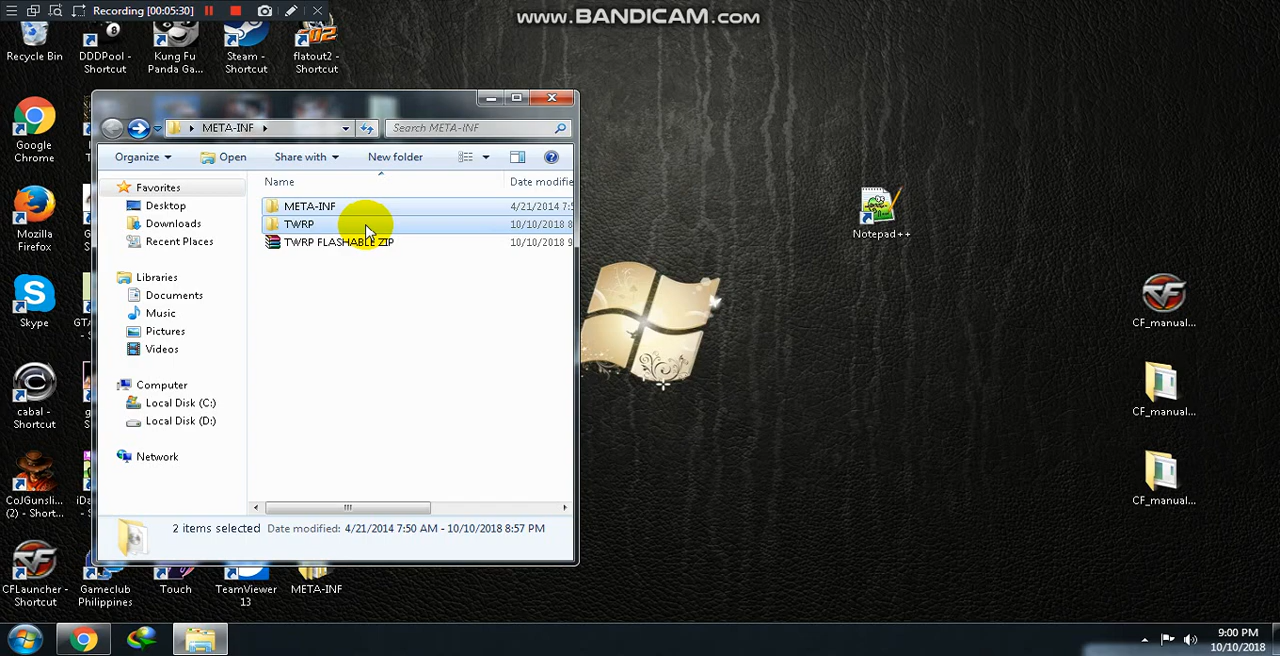 Recording [00:05:30]
www.BANDICAM.com
Recycle Bin
DDDPool -
Shortcut
Kung Fu
Panda Ga...
Steam -
Shortcut
flatout2 -
Shortcut
Google
Chrome
Mozilla
Firefox
Skype
cabal -
Shortcut
CoJGunsli...
(2) - Short...
CFLauncher -
Shortcut
Gameclub
Philippines
Touch
TeamViewer
13
META-INF
META-INF
Search META-INF
Organize
Open
Share with
New folder
Favorites
Desktop
Downloads
Recent Places
Libraries
Documents
Music
Pictures
Videos
Computer
Local Disk (C:)
Local Disk (D:)
Network
Name
Date modifie
META-INF
4/21/2014 7:5
TWRP
10/10/2018 8
TWRP FLASHABLE ZIP
10/10/2018 9
2 items selected
Date modified: 4/21/2014 7:50 AM - 10/10/2018 8:57 PM
Notepad++
CF_manual...
CF_manual...
CF_manual...
9:00 PM
10/10/2018